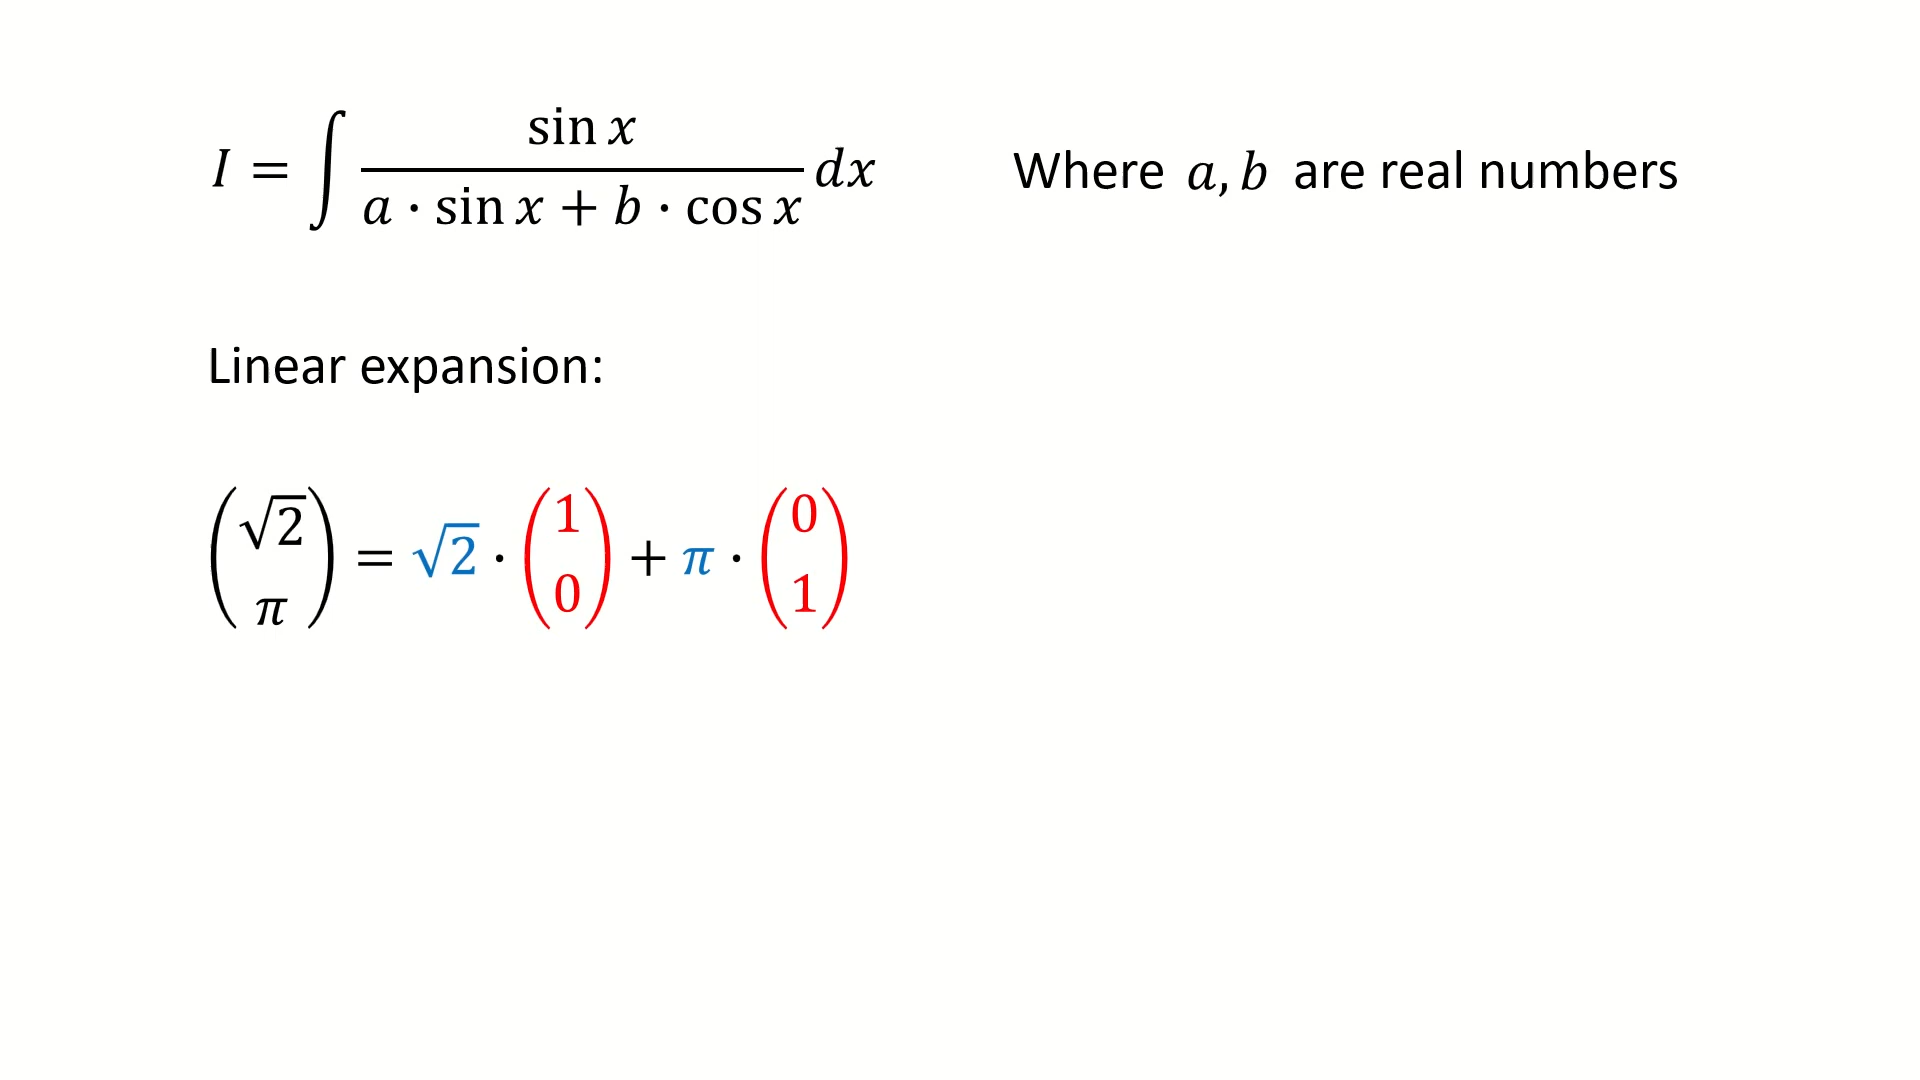 I = ∫ sin x / (a · sin x + b · cos x) dx Where a, b are real numbers
Linear expansion:
(√2 π) = √2 · (1 0) + π · (0 1)